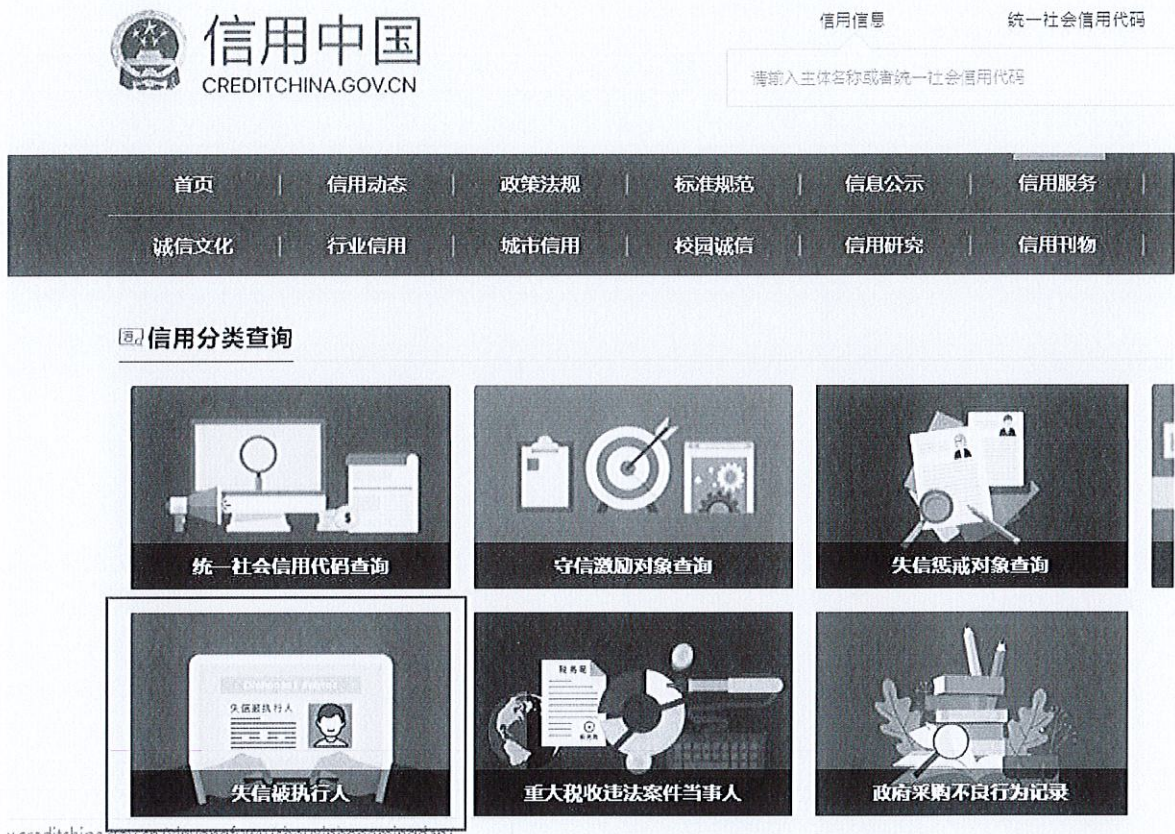 信用中国
CREDITCHINA.GOV.CN
信用信息 统一社会信用代码
请输入主体名称或者统一社会信用代码
首页 | 信用动态 | 政策法规 | 标准规范 | 信息公示 | 信用服务 |
诚信文化 | 行业信用 | 城市信用 | 校园诚信 | 信用研究 | 信用刊物 |
信用分类查询
统一社会信用代码查询 守信激励对象查询 失信惩戒对象查询
失信被执行人
税务局
失信被执行人 重大税收违法案件当事人 政府采购不良行为记录